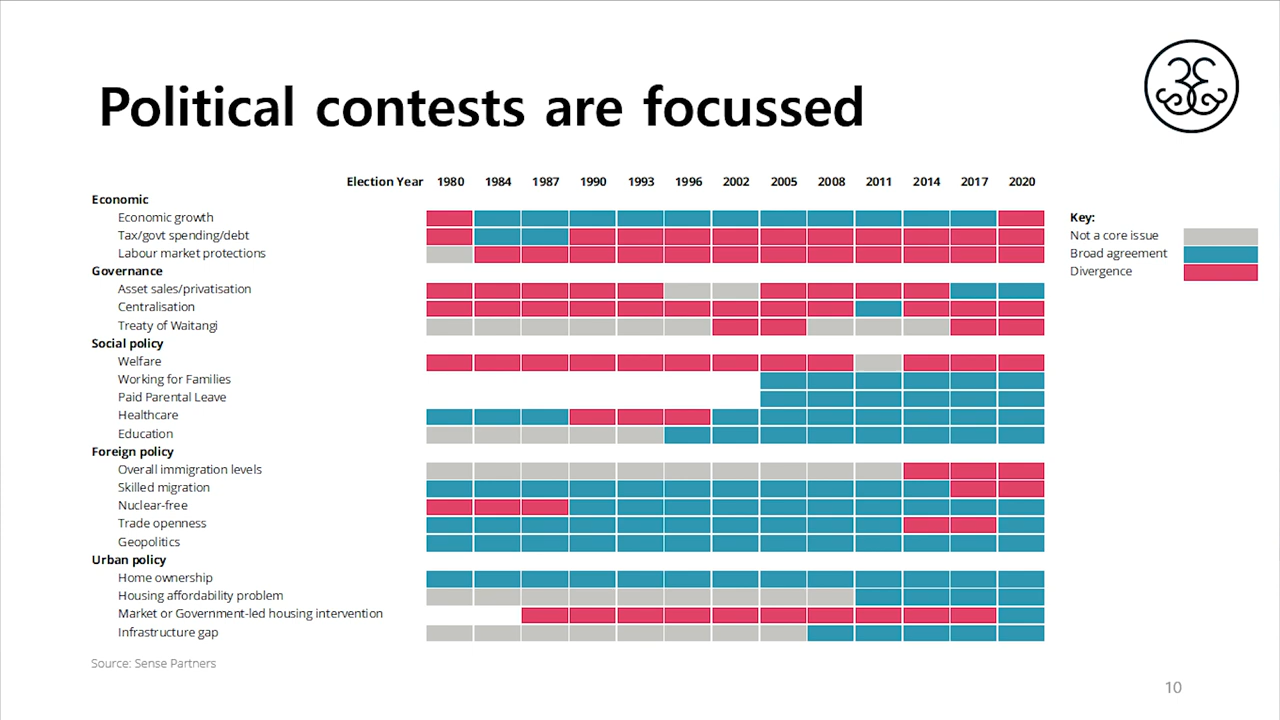 Political contests are focussed
Election Year 1980 1984 1987 1990 1993 1996 2002 2005 2008 2011 2014 2017 2020
Economic
Economic growth
Tax/govt spending/debt
Labour market protections
Governance
Asset sales/privatisation
Centralisation
Treaty of Waitangi
Social policy
Welfare
Working for Families
Paid Parental Leave
Healthcare
Education
Foreign policy
Overall immigration levels
Skilled migration
Nuclear-free
Trade openness
Geopolitics
Urban policy
Home ownership
Housing affordability problem
Market or Government-led housing intervention
Infrastructure gap
Key:
Not a core issue
Broad agreement
Divergence
Source: Sense Partners
10